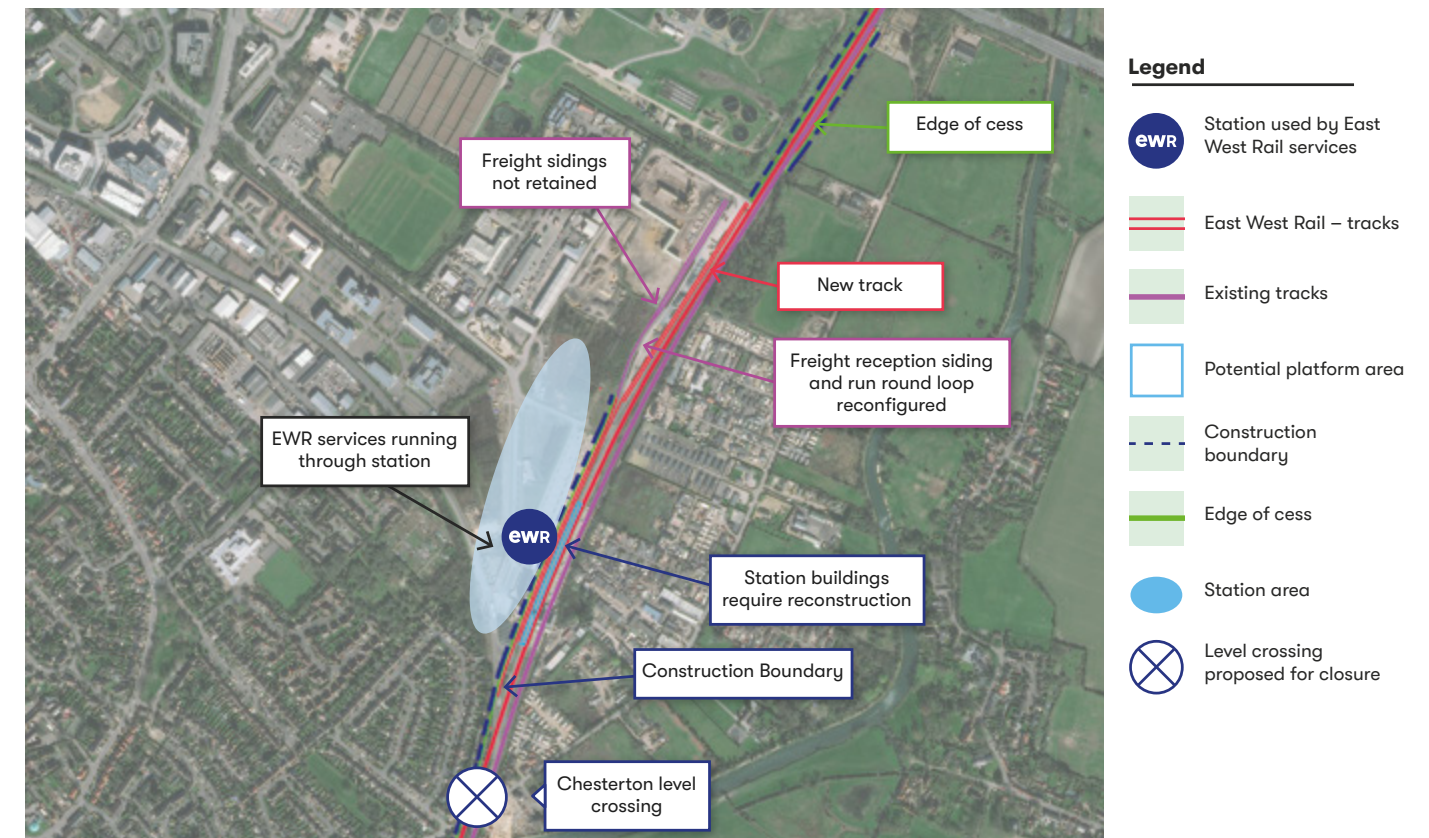 Edge of cess
Freight sidings
not retained
New track
Freight reception siding
and run round loop
reconfigured
EWR services running
through station
ewR
Station buildings
require reconstruction
Construction Boundary
Chesterton level
crossing
Legend
ewR
Station used by East
West Rail services
East West Rail – tracks
Existing tracks
Potential platform area
Construction
boundary
Edge of cess
Station area
Level crossing
proposed for closure